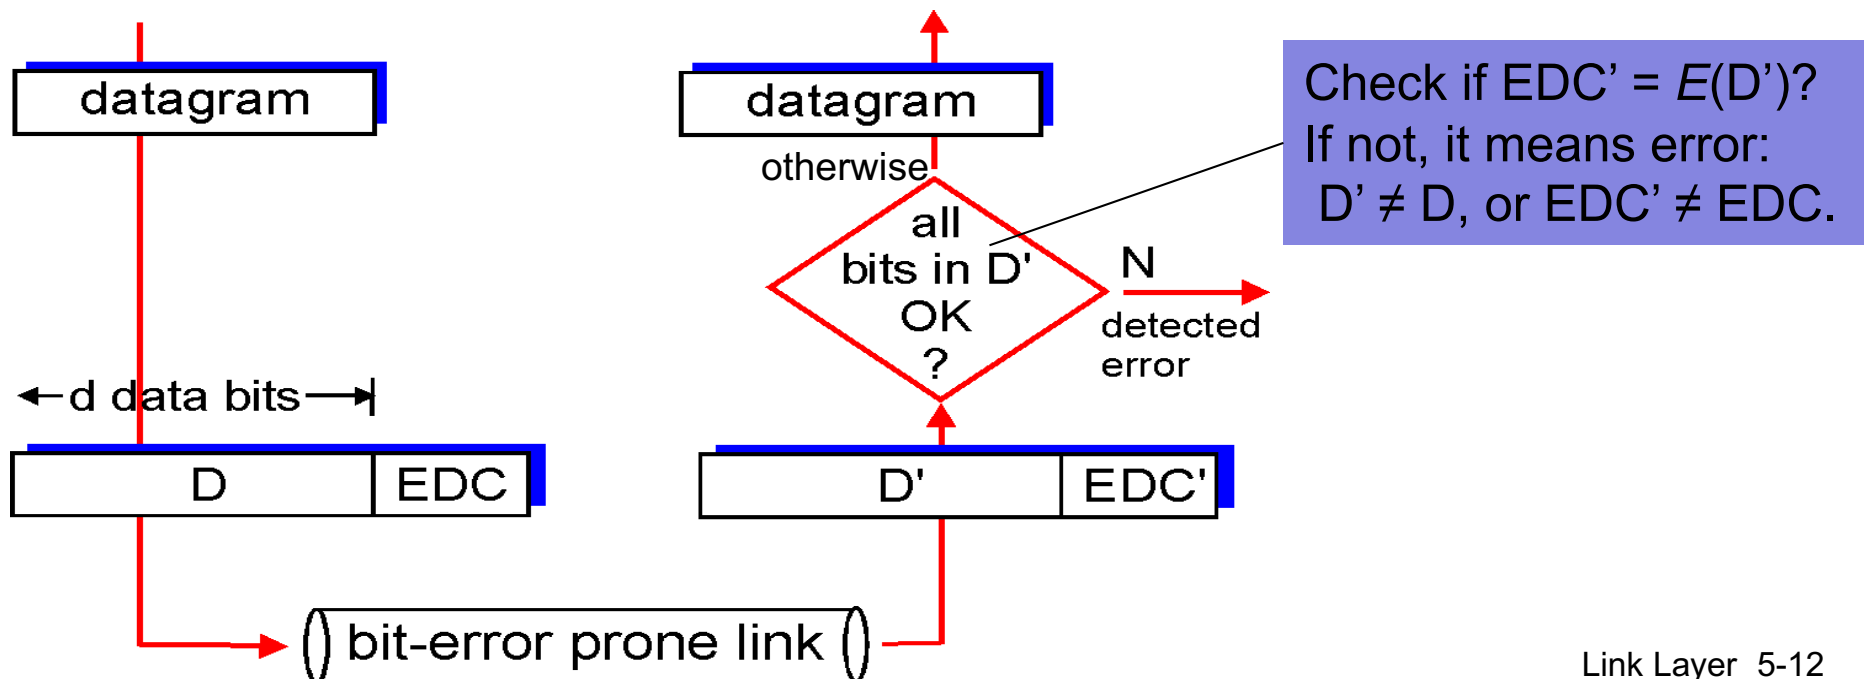 datagram
datagram
Check if EDC’ = E(D’)?
If not, it means error:
D’ ≠ D, or EDC’ ≠ EDC.
otherwise
all
bits in D'
OK
?
N
detected
error
d data bits
D
EDC
D'
EDC'
bit-error prone link
Link Layer 5-12